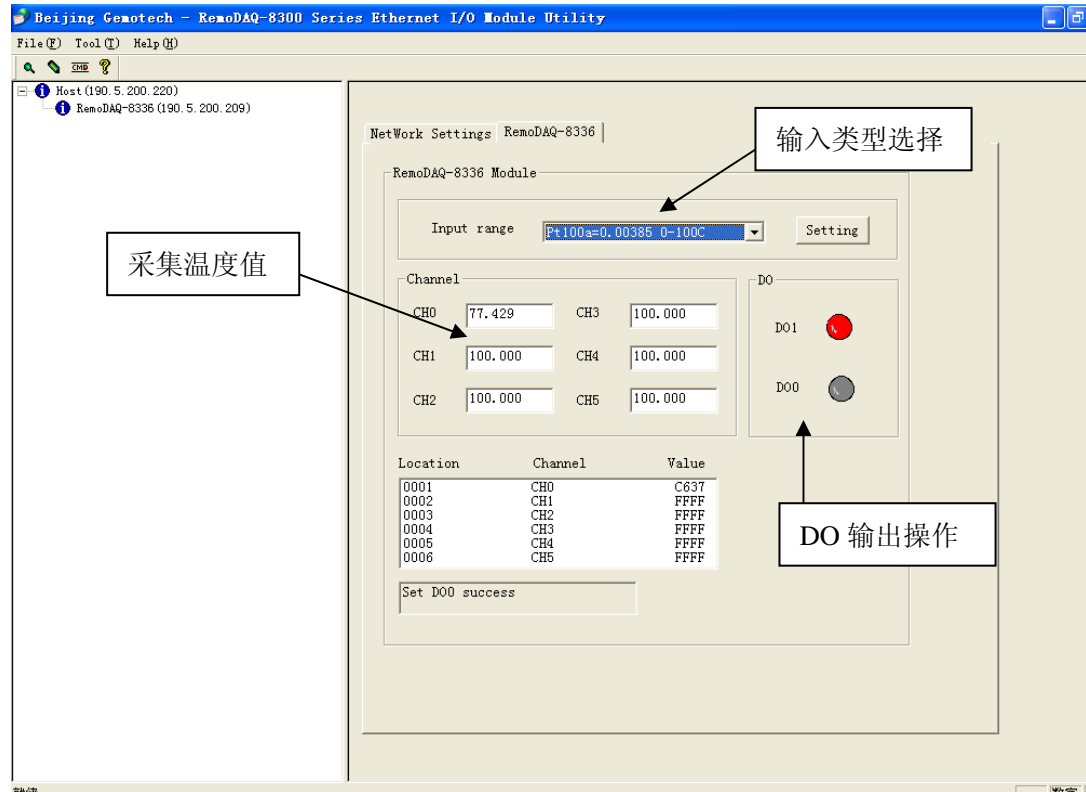 Beijing Gemotech - RemoDAQ-8300 Series Ethernet I/O Module Utility
File(F) Tool(T) Help(H)
CMD
Host(190.5.200.220)
RemoDAQ-8336(190.5.200.209)
NetWork Settings RemoDAQ-8336
输入类型选择
RemoDAQ-8336 Module
Input range Pt100a=0.00385 0-100C Setting
采集温度值
Channel
CH0 77.429 CH3 100.000
CH1 100.000 CH4 100.000
CH2 100.000 CH5 100.000
DO
DO1
DO0
Location Channel Value
0001 CH0 C637
0002 CH1 FFFF
0003 CH2 FFFF
0004 CH3 FFFF
0005 CH4 FFFF
0006 CH5 FFFF
DO 输出操作
Set DO0 success
就绪 数字